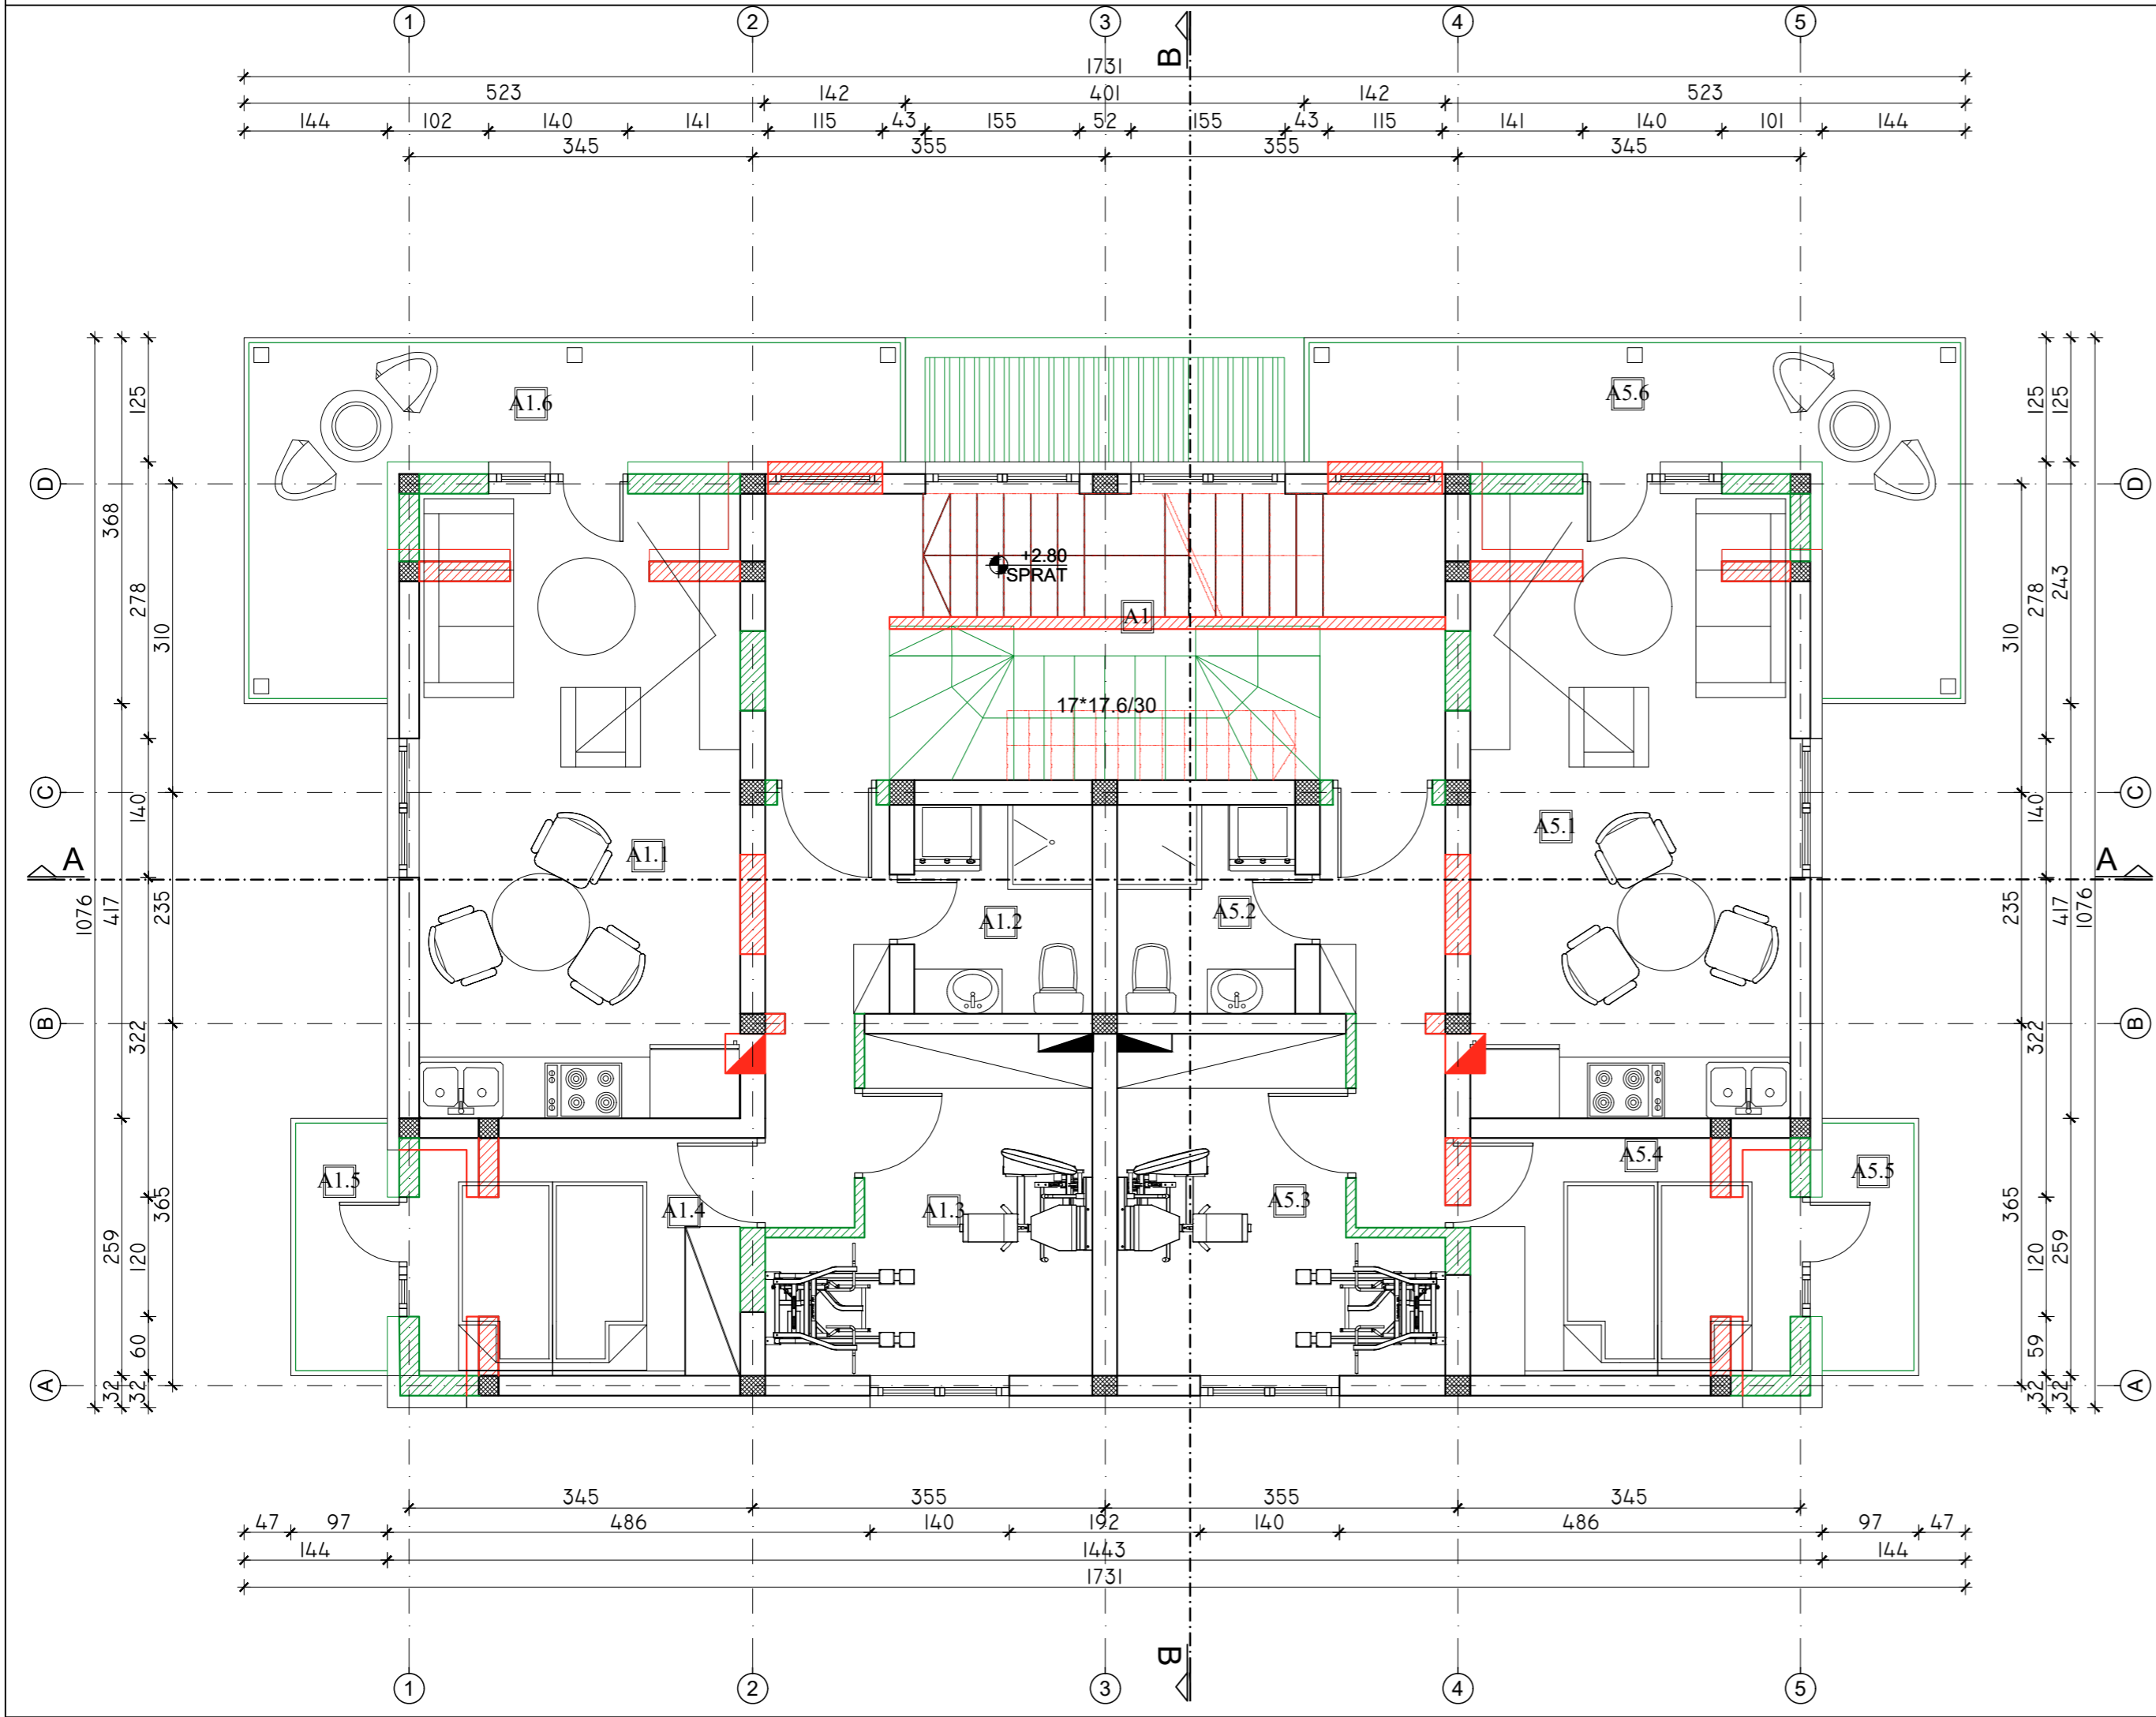 1 2 3 4 5
B
1731
523 142 401 142 523
144 102 140 141 115 43 155 52 155 43 115 141 140 101 144
345 355 355 345
A1.6
A5.6
D
D
125
368
278
310
125
125
278
243
310
+2.80
SPRAT
A1
17*17.6/30
C
C
140
140
A1.1
A5.1
A
A
1076
417
235
235
417
1076
A1.2
A5.2
B
B
322
322
A1.5
A1.4
A1.3
A5.3
A5.4
A5.5
365
259
120
60
32
32
365
120
259
59
32
32
A
A
345 355 355 345
47 97 486 140 192 140 486 97 47
144 1443 144
1731
B
1 2 3 4 5